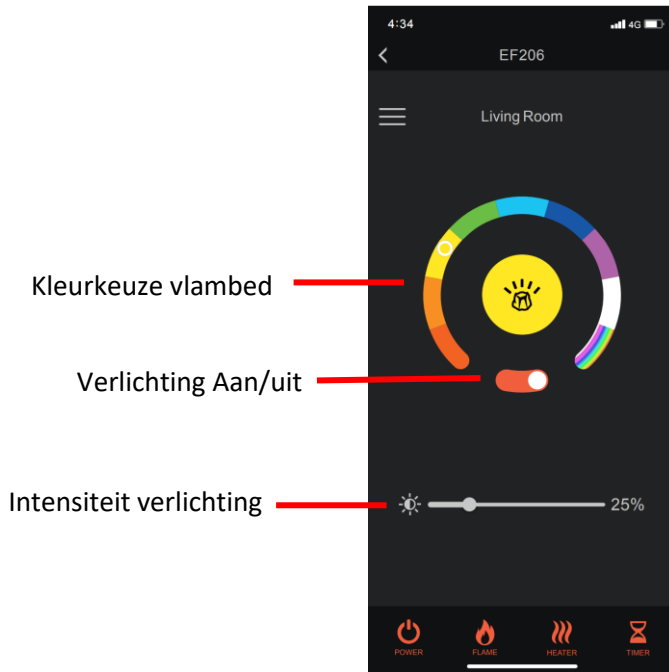 4:34
4G
EF206
Living Room
Kleurkeuze vlambed
Verlichting Aan/uit
Intensiteit verlichting
25%
POWER
FLAME
HEATER
TIMER